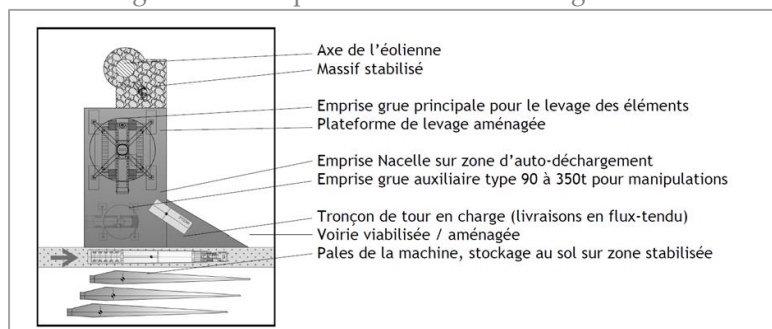 Axe de l'éolienne
Massif stabilisé
Emprise grue principale pour le levage des éléments
Plateforme de levage aménagée
Emprise Nacelle sur zone d'auto-déchargement
Emprise grue auxiliaire type 90 à 350t pour manipulations
Tronçon de tour en charge (livraisons en flux-tendu)
Voirie viabilisée / aménagée
Pales de la machine, stockage au sol sur zone stabilisée